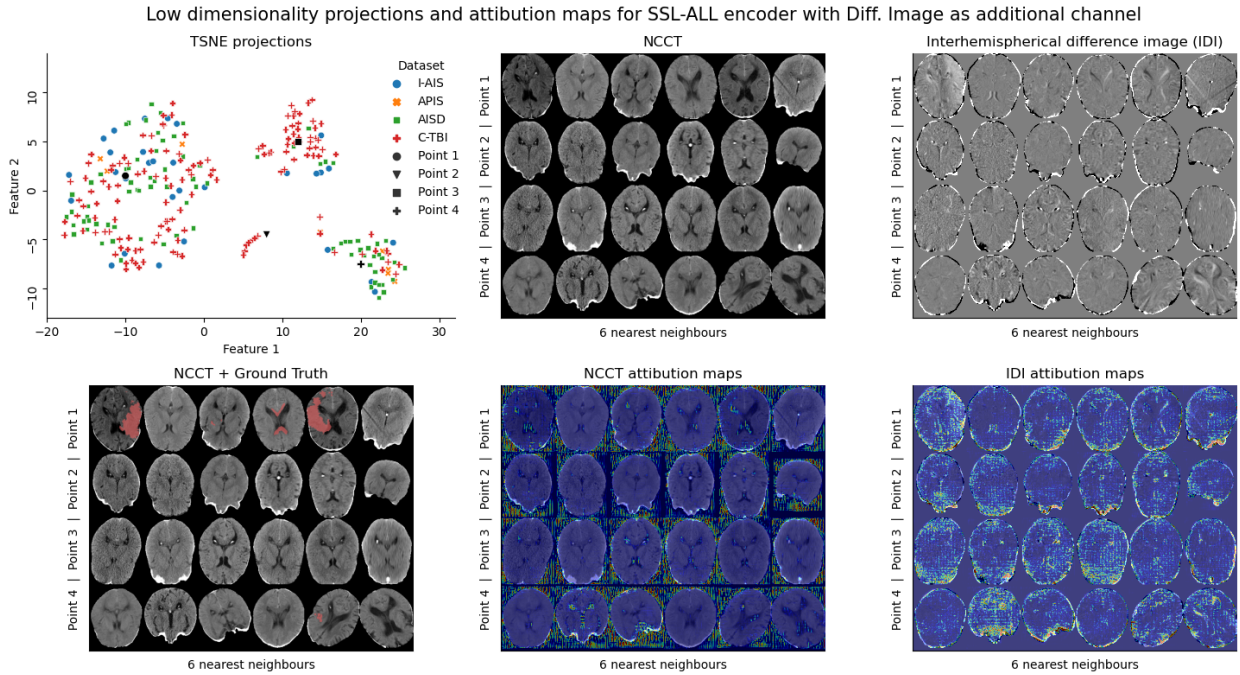 Low dimensionality projections and attibution maps for SSL-ALL encoder with Diff. Image as additional channel
TSNE projections
Feature 2
10
5
0
−5
−10
−20
−10
0
10
20
30
Feature 1
Dataset
I-AIS
APIS
AISD
C-TBI
Point 1
Point 2
Point 3
Point 4
NCCT
Point 4 | Point 3 | Point 2 | Point 1
6 nearest neighbours
Interhemispherical difference image (IDI)
Point 4 | Point 3 | Point 2 | Point 1
6 nearest neighbours
NCCT + Ground Truth
Point 4 | Point 3 | Point 2 | Point 1
6 nearest neighbours
NCCT attibution maps
Point 4 | Point 3 | Point 2 | Point 1
6 nearest neighbours
IDI attibution maps
Point 4 | Point 3 | Point 2 | Point 1
6 nearest neighbours